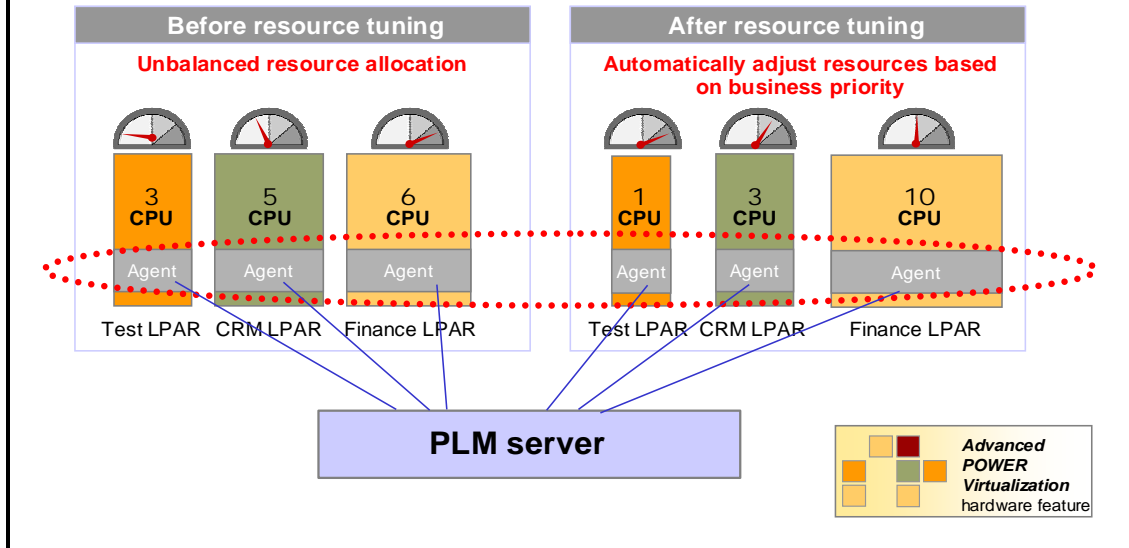 Before resource tuning
Unbalanced resource allocation
3
CPU
5
CPU
6
CPU
Agent
Agent
Agent
Test LPAR
CRM LPAR
Finance LPAR
After resource tuning
Automatically adjust resources based
on business priority
1
CPU
3
CPU
10
CPU
Agent
Agent
Agent
Test LPAR
CRM LPAR
Finance LPAR
PLM server
Advanced
POWER
Virtualization
hardware feature